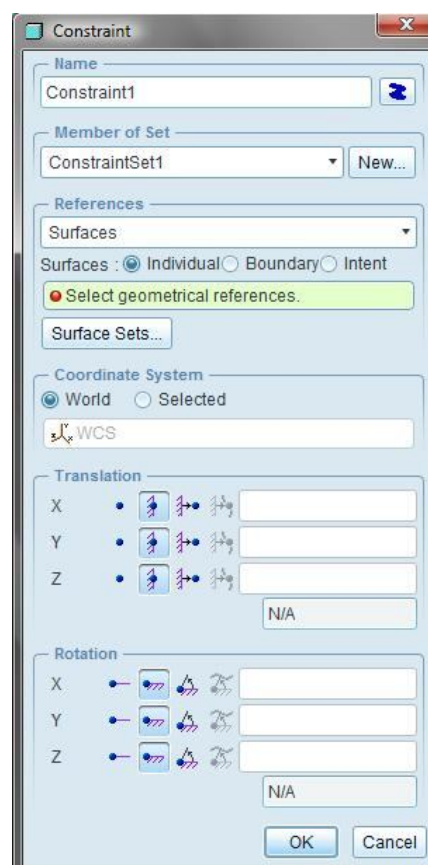 Constraint
Name
Constraint1
Member of Set
ConstraintSet1
New...
References
Surfaces
Surfaces : Individual Boundary Intent
Select geometrical references.
Surface Sets...
Coordinate System
World Selected
WCS
Translation
X
Y
Z
N/A
Rotation
X
Y
Z
N/A
OK Cancel